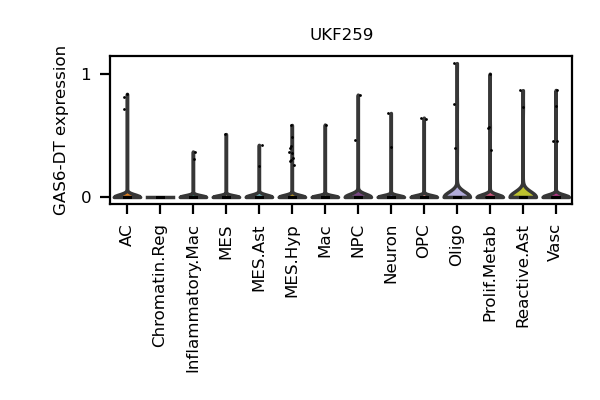 UKF259
GAS6-DT expression
1
0
AC
Chromatin.Reg
Inflammatory.Mac
MES
MES.Ast
MES.Hyp
Mac
NPC
Neuron
OPC
Oligo
Prolif.Metab
Reactive.Ast
Vasc